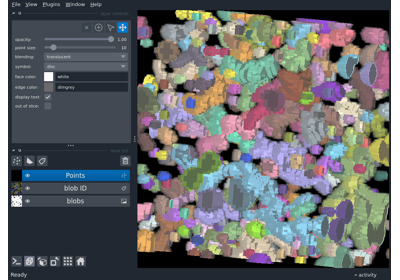 File View Plugins Window Help
opacity: 1.00
point size: 10
blending: translucent
symbol: disc
face color: white
edge color: dimgrey
display text:
out of slice:
Points
blob ID
blobs
Ready
activity